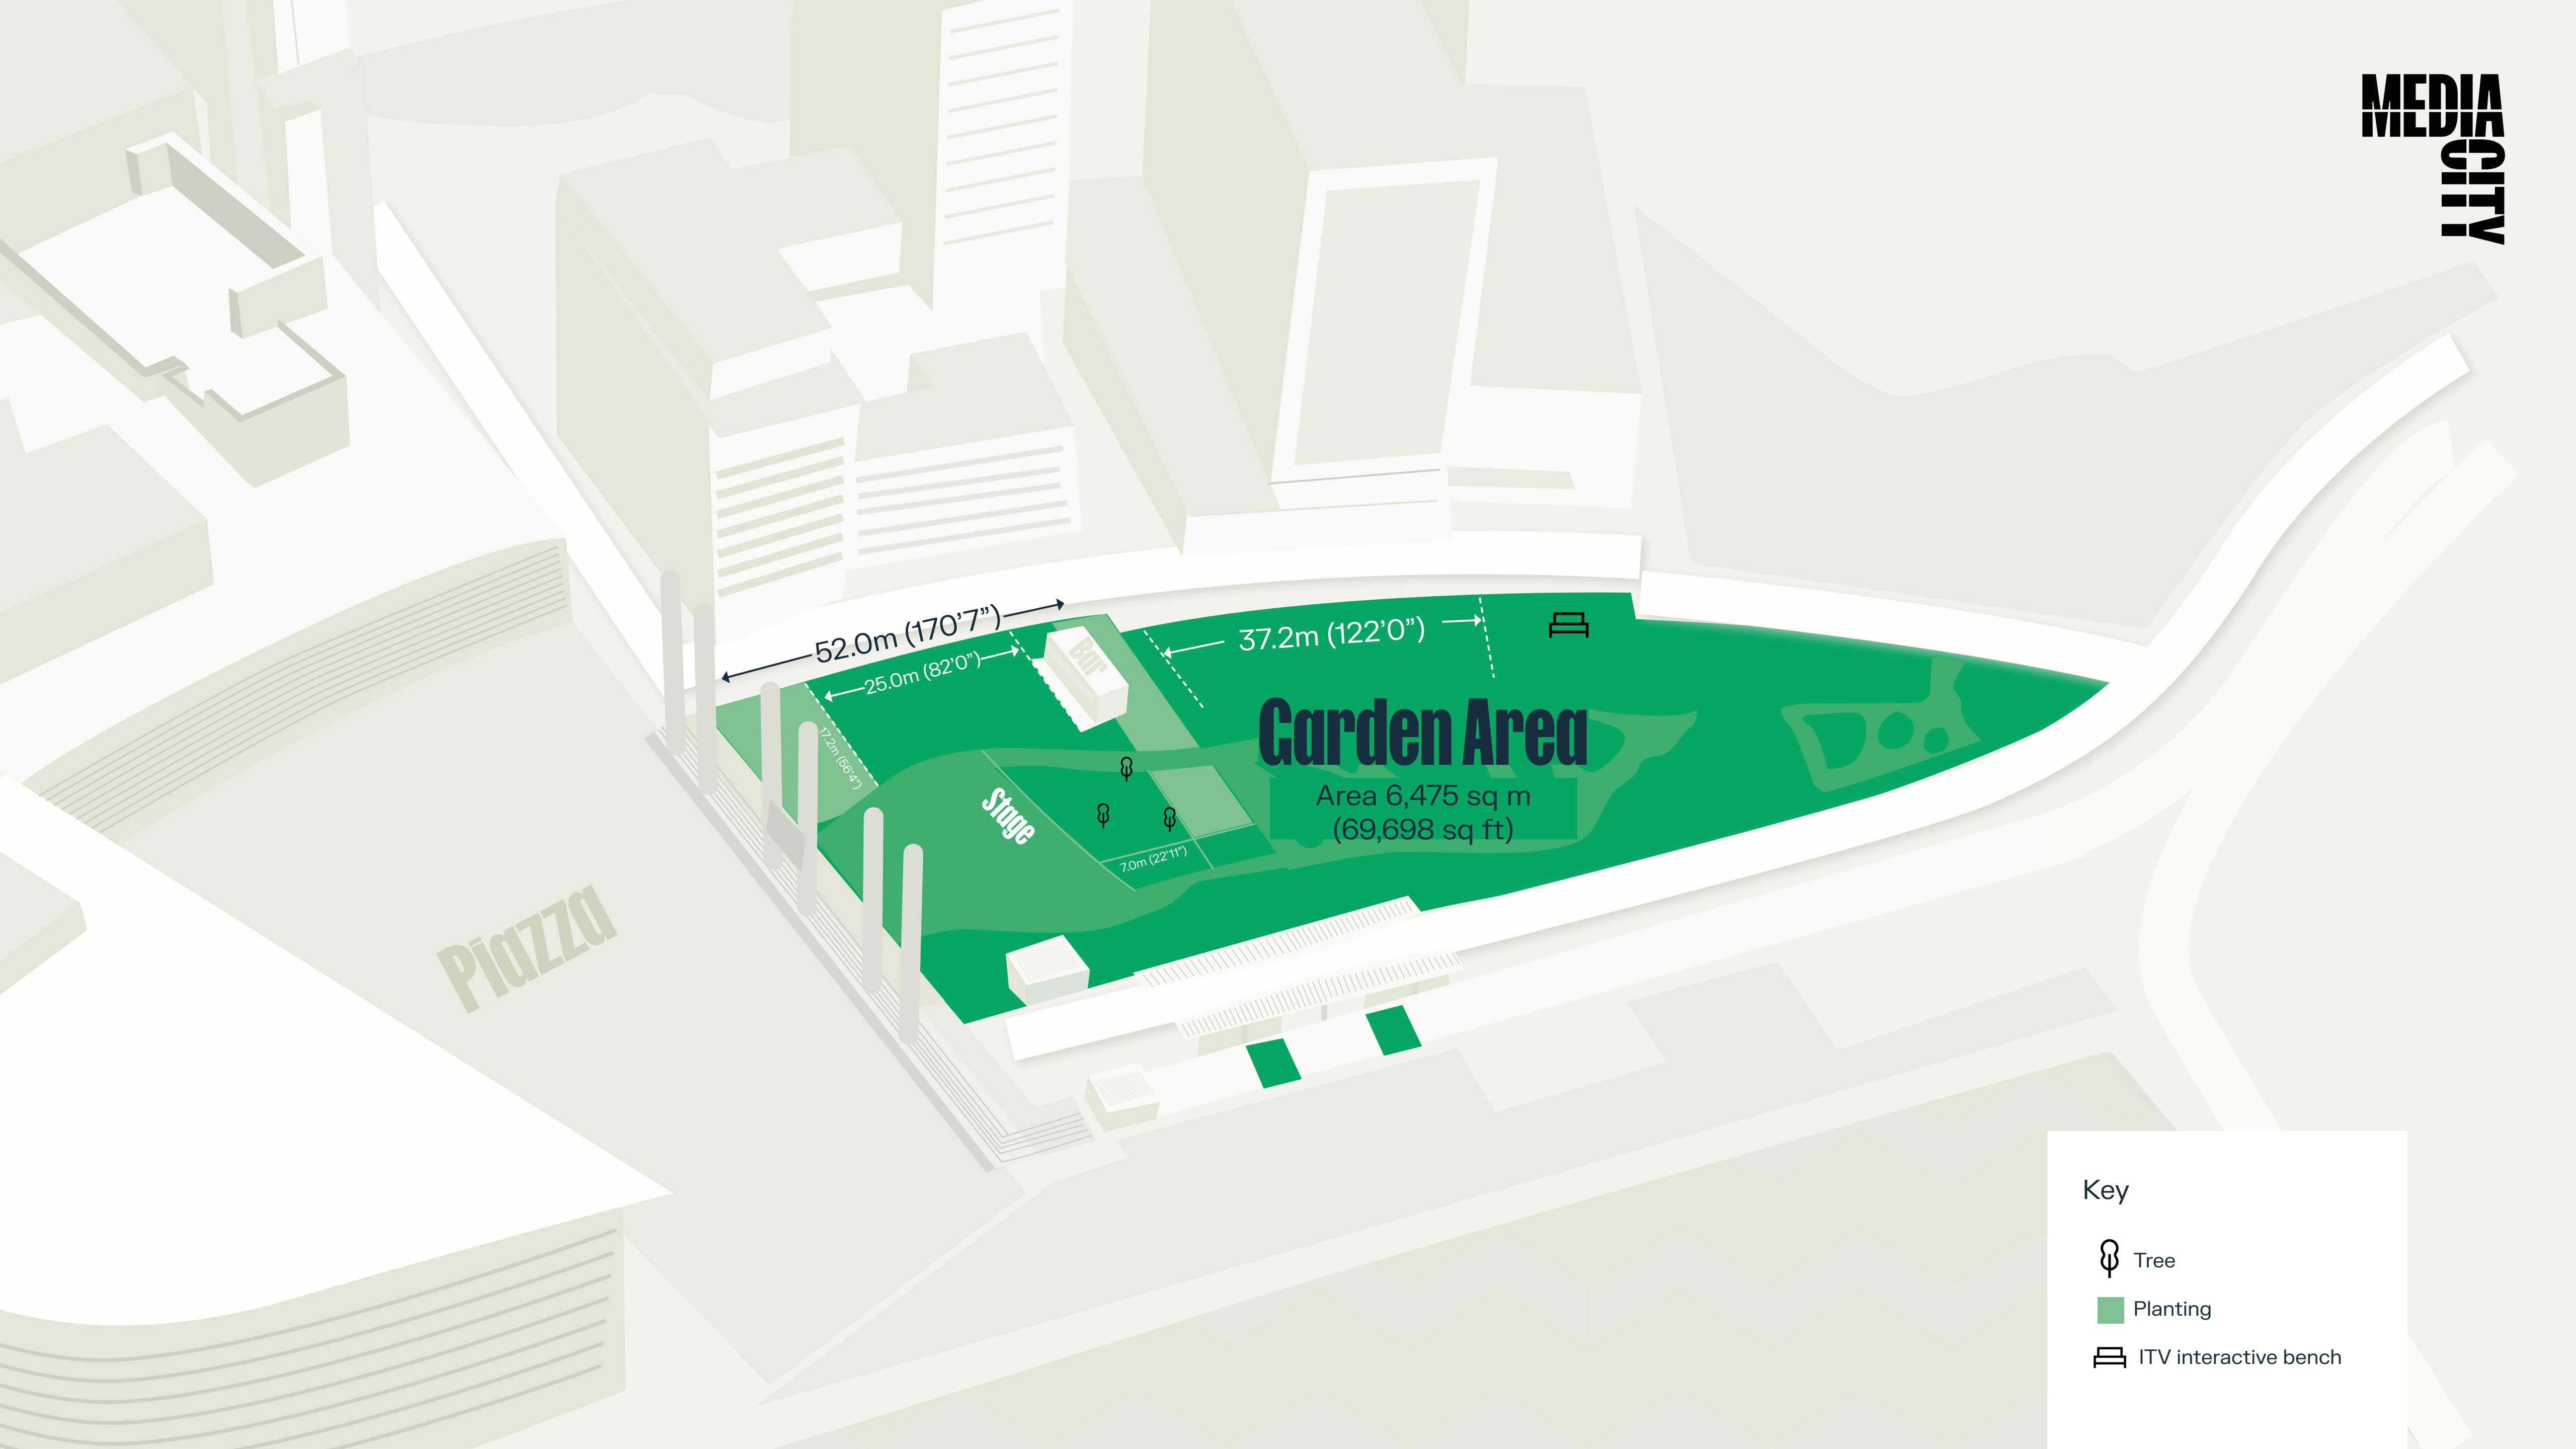 MEDIA
CITY
52.0m (170’7”)
25.0m (82’0”)
Bar
37.2m (122’0”)
17.2m (56’4”)
Garden Area
Area 6,475 sq m
(69,698 sq ft)
Stage
7.0m (22’11”)
Piazza
Key
Tree
Planting
ITV interactive bench